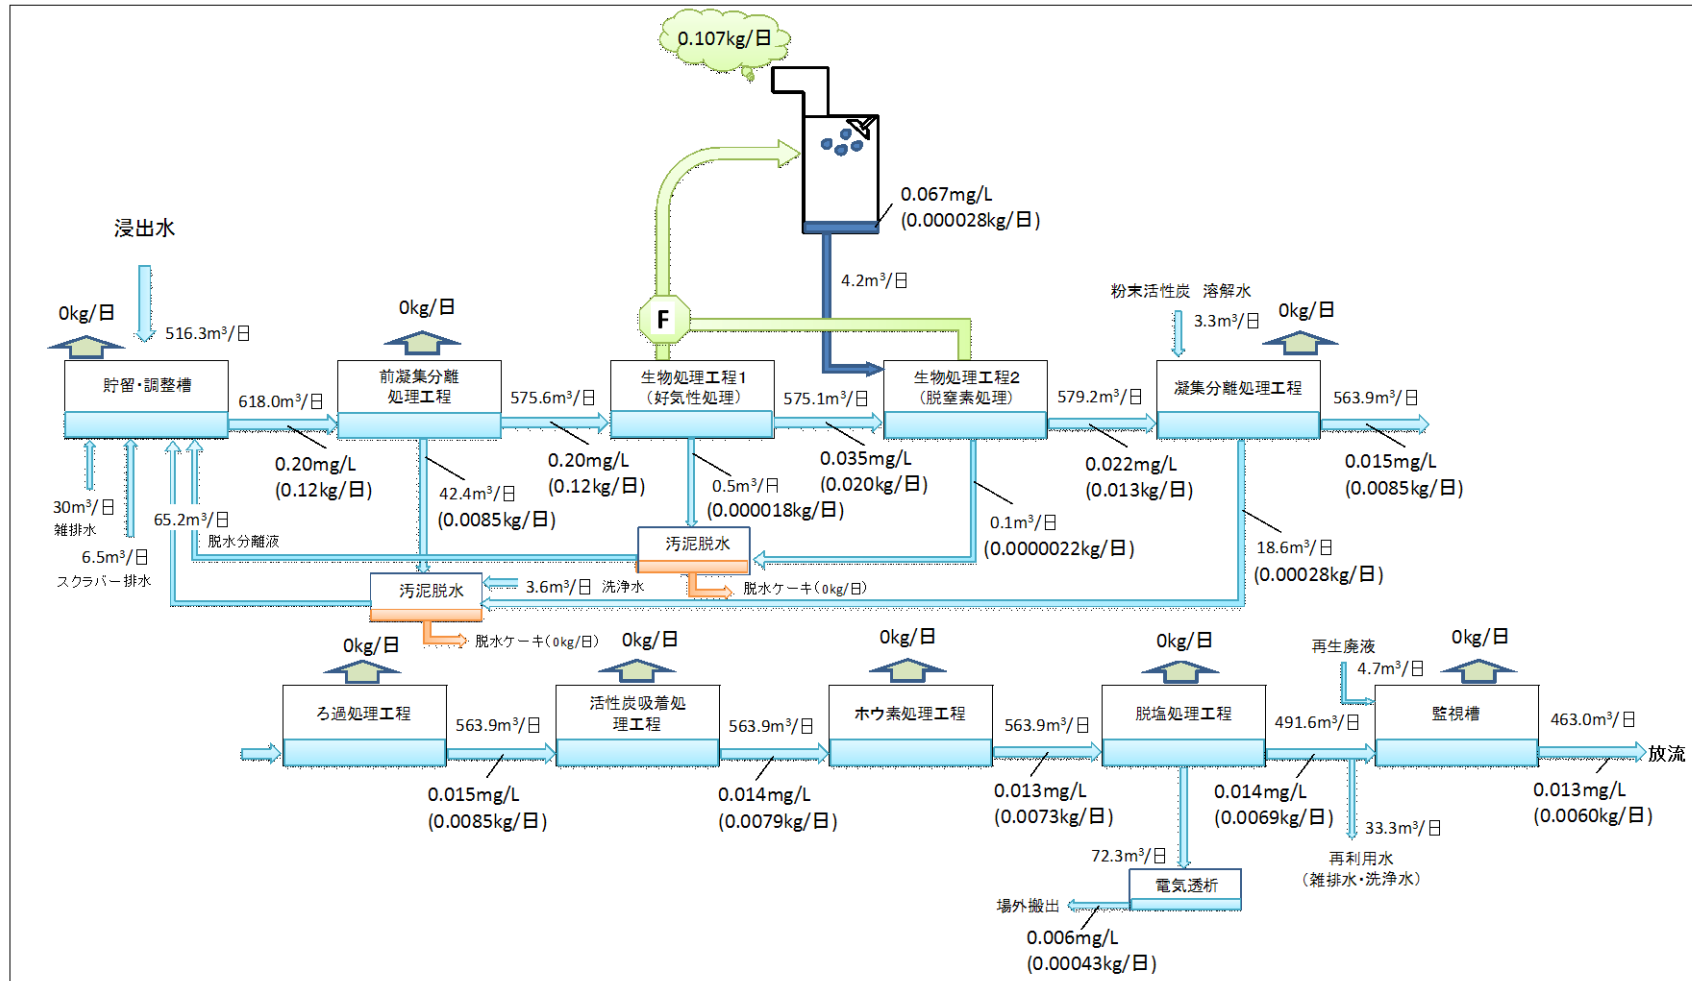 0.107kg/日
0.067mg/L
(0.000028kg/日)
浸出水
4.2m³/日
粉末活性炭 溶解水
3.3m³/日
0kg/日
0kg/日
0kg/日
F
516.3m³/日
貯留・調整槽
618.0m³/日
前凝集分離
処理工程
575.6m³/日
生物処理工程1
(好気性処理)
575.1m³/日
生物処理工程2
(脱窒素処理)
579.2m³/日
凝集分離処理工程
563.9m³/日
0.20mg/L
(0.12kg/日)
0.20mg/L
(0.12kg/日)
0.035mg/L
(0.020kg/日)
0.022mg/L
(0.013kg/日)
0.015mg/L
(0.0085kg/日)
30m³/日
雑排水
6.5m³/日
スクラバー排水
65.2m³/日
脱水分離液
42.4m³/日
(0.0085kg/日)
0.5m³/日
(0.000018kg/日)
0.1m³/日
(0.0000022kg/日)
18.6m³/日
(0.00028kg/日)
汚泥脱水
脱水ケーキ(0kg/日)
汚泥脱水
3.6m³/日 洗浄水
脱水ケーキ(0kg/日)
0kg/日
0kg/日
0kg/日
0kg/日
再生廃液
4.7m³/日
0kg/日
ろ過処理工程
563.9m³/日
活性炭吸着処
理工程
563.9m³/日
ホウ素処理工程
563.9m³/日
脱塩処理工程
491.6m³/日
監視槽
463.0m³/日
放流
0.015mg/L
(0.0085kg/日)
0.014mg/L
(0.0079kg/日)
0.013mg/L
(0.0073kg/日)
0.014mg/L
(0.0069kg/日)
0.013mg/L
(0.0060kg/日)
72.3m³/日
33.3m³/日
再利用水
(雑排水・洗浄水)
電気透析
場外搬出
0.006mg/L
(0.00043kg/日)